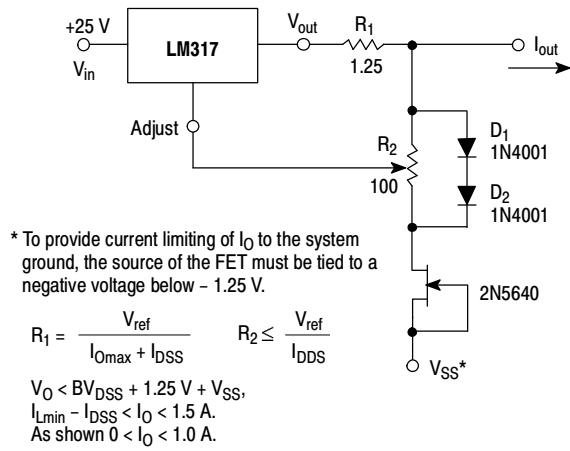 +25 V
V_in
LM317
V_out
R_1
1.25
I_out
Adjust
R_2
100
D_1
1N4001
D_2
1N4001
2N5640
V_SS*
* To provide current limiting of I_O to the system
ground, the source of the FET must be tied to a
negative voltage below – 1.25 V.
R_1 = V_ref / (I_Omax + I_DSS)
R_2 ≤ V_ref / I_DDS
V_O < BV_DSS + 1.25 V + V_SS,
I_Lmin – I_DSS < I_O < 1.5 A.
As shown 0 < I_O < 1.0 A.